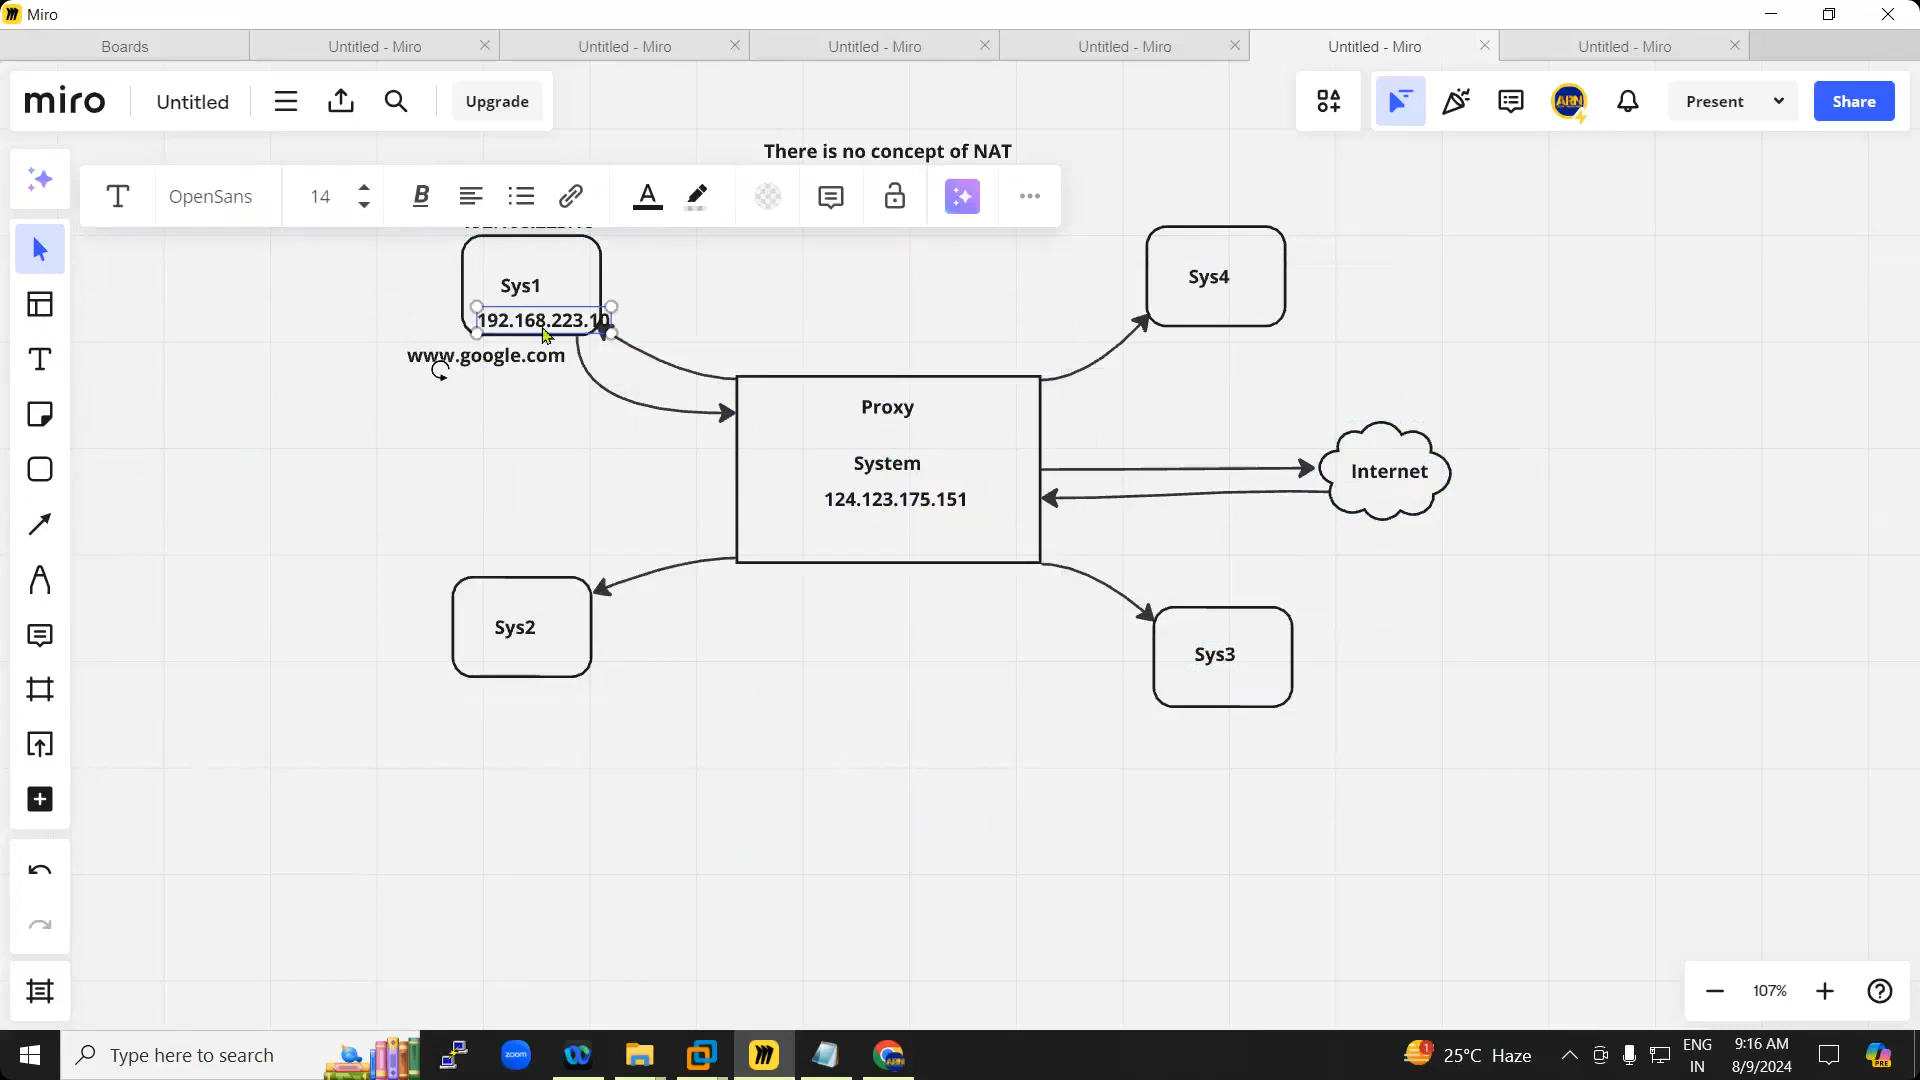 Miro
Boards
Untitled - Miro
Untitled - Miro
Untitled - Miro
Untitled - Miro
Untitled - Miro
Untitled - Miro
miro
Untitled
Upgrade
ABN
Present
Share
There is no concept of NAT
OpenSans
14
B
A
Sys1
192.168.223.10
www.google.com
Sys4
Proxy
System
124.123.175.151
Internet
Sys2
Sys3
107%
Type here to search
zoom
25°C Haze
ENG
IN
9:16 AM
8/9/2024
PRE